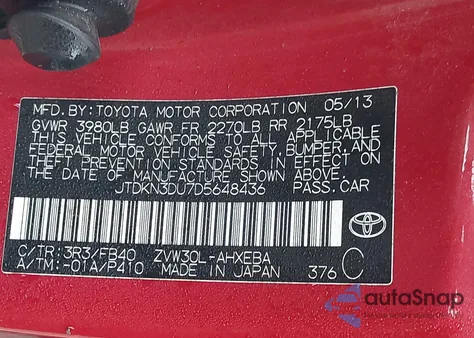 MFD.BY:TOYOTA MOTOR CORPORATION 05/13
GVWR 3980LB GAWR FR 2270LB RR 2175LB
THIS VEHICLE CONFORMS TO ALL APPLICABLE
FEDERAL MOTOR VEHICLE SAFETY, BUMPER, AND
THEFT PREVENTION STANDARDS IN EFFECT ON
THE DATE OF MANUFACTURE SHOWN ABOVE.
JTDKN3DU7D5648436 PASS.CAR
C/TR:3R3/FB40 ZVW30L-AHXEBA
A/TM:-01A/P410 MADE IN JAPAN 376 C
autoSnap